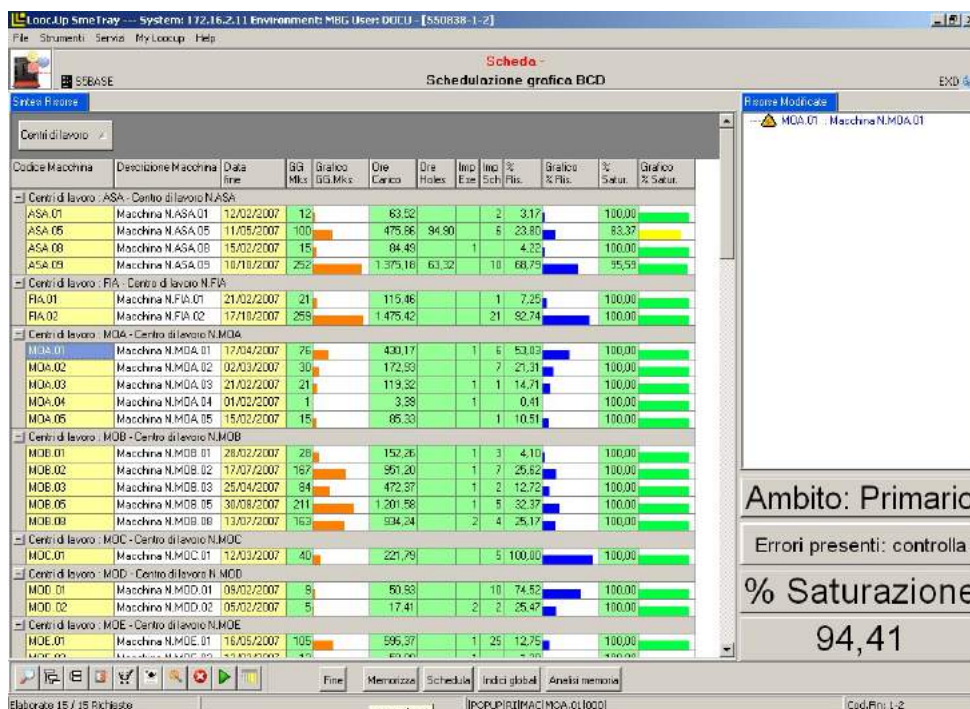 Looc.Up SmeTray --- System: 172.16.2.11 Environment: MBG User: DOCU - [550838-1-2]
File Strumenti Servizi My Loocup Help
Scheda -
S5BASE Schedulazione grafica BCD EXD
Sintesi Risorse Risorse Modificate
MOA.01 : Macchina N.MOA.01
Centri di lavoro
Codice Macchina Descrizione Macchina Data fine GG Mks Grafico GG.Mks Ore Carico Ore Holes Imp Ese Imp Sch % Ris. Grafico % Ris. % Satur. Grafico % Satur.
Centri di lavoro : ASA - Centro di lavoro N.ASA
ASA.01 Macchina N.ASA.01 12/02/2007 12 63,52 2 3,17 100,00
ASA.05 Macchina N.ASA.05 11/05/2007 100 475,86 94,90 6 23,80 83,37
ASA.08 Macchina N.ASA.08 15/02/2007 15 84,49 1 4,22 100,00
ASA.09 Macchina N.ASA.09 10/10/2007 252 1.375,18 63,32 10 68,79 95,59
Centri di lavoro : FIA - Centro di lavoro N.FIA
FIA.01 Macchina N.FIA.01 21/02/2007 21 115,46 1 7,25 100,00
FIA.02 Macchina N.FIA.02 17/10/2007 259 1.475,42 21 92,74 100,00
Centri di lavoro : MOA - Centro di lavoro N.MOA
MOA.01 Macchina N.MOA.01 17/04/2007 76 430,17 1 6 53,03 100,00
MOA.02 Macchina N.MOA.02 02/03/2007 30 172,93 7 21,31 100,00
MOA.03 Macchina N.MOA.03 21/02/2007 21 119,32 1 1 14,71 100,00
MOA.04 Macchina N.MOA.04 01/02/2007 1 3,39 1 0,41 100,00
MOA.05 Macchina N.MOA.05 15/02/2007 15 85,33 1 10,51 100,00
Centri di lavoro : MOB - Centro di lavoro N.MOB
MOB.01 Macchina N.MOB.01 28/02/2007 28 152,26 1 3 4,10 100,00
MOB.02 Macchina N.MOB.02 17/07/2007 167 951,20 1 7 25,62 100,00
MOB.03 Macchina N.MOB.03 25/04/2007 84 472,37 1 2 12,72 100,00
MOB.05 Macchina N.MOB.05 30/08/2007 211 1.201,58 1 5 32,37 100,00
MOB.08 Macchina N.MOB.08 13/07/2007 163 934,24 2 4 25,17 100,00
Centri di lavoro : MOC - Centro di lavoro N.MOC
MOC.01 Macchina N.MOC.01 12/03/2007 40 221,79 5 100,00 100,00
Centri di lavoro : MOD - Centro di lavoro N.MOD
MOD.01 Macchina N.MOD.01 09/02/2007 9 50,93 10 74,52 100,00
MOD.02 Macchina N.MOD.02 05/02/2007 5 17,41 2 2 25,47 100,00
Centri di lavoro : MOE - Centro di lavoro N.MOE
MOE.01 Macchina N.MOE.01 16/05/2007 105 595,37 1 25 12,75 100,00
Ambito: Primario
Errori presenti: controlla
% Saturazione
94,41
Fine Memorizza Schedula Indici globali Analisi memoria
Elaborate 15 / 15 Richieste |POPUP|RI|MAC|MOA.01|000| Cod.Fin: 1-2